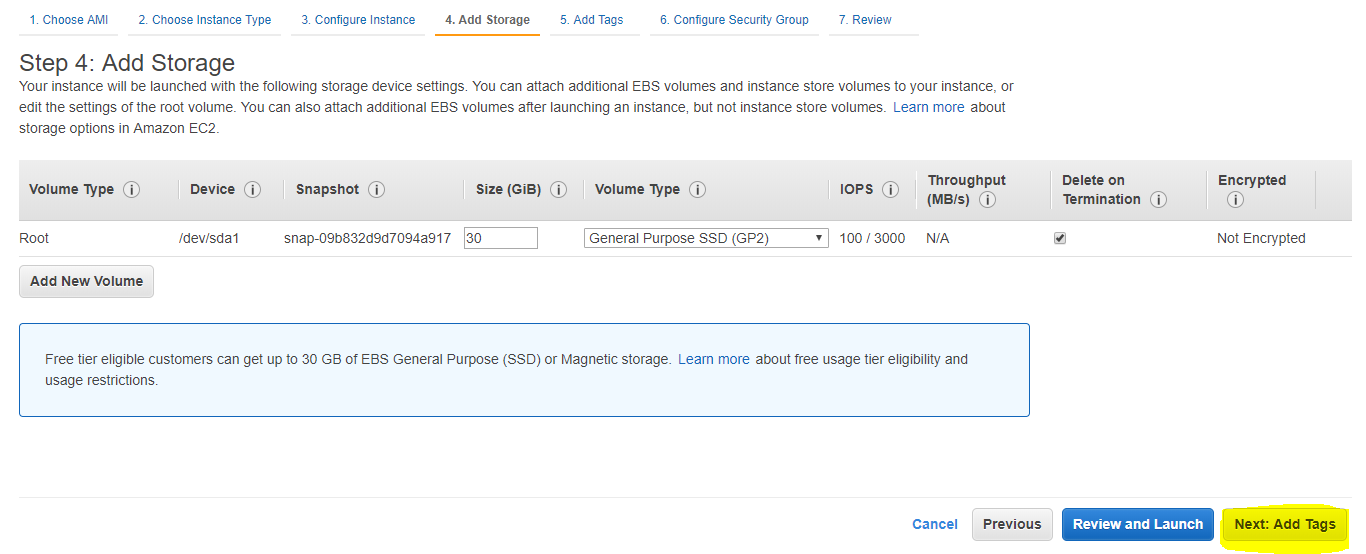 1. Choose AMI 2. Choose Instance Type 3. Configure Instance 4. Add Storage 5. Add Tags 6. Configure Security Group 7. Review
Step 4: Add Storage
Your instance will be launched with the following storage device settings. You can attach additional EBS volumes and instance store volumes to your instance, or
edit the settings of the root volume. You can also attach additional EBS volumes after launching an instance, but not instance store volumes. Learn more about
storage options in Amazon EC2.
Volume Type i Device i Snapshot i Size (GiB) i Volume Type i IOPS i Throughput (MB/s) i Delete on Termination i Encrypted i
Root /dev/sda1 snap-09b832d9d7094a917 30 General Purpose SSD (GP2) 100 / 3000 N/A Not Encrypted
Add New Volume
Free tier eligible customers can get up to 30 GB of EBS General Purpose (SSD) or Magnetic storage. Learn more about free usage tier eligibility and
usage restrictions.
Cancel Previous Review and Launch Next: Add Tags